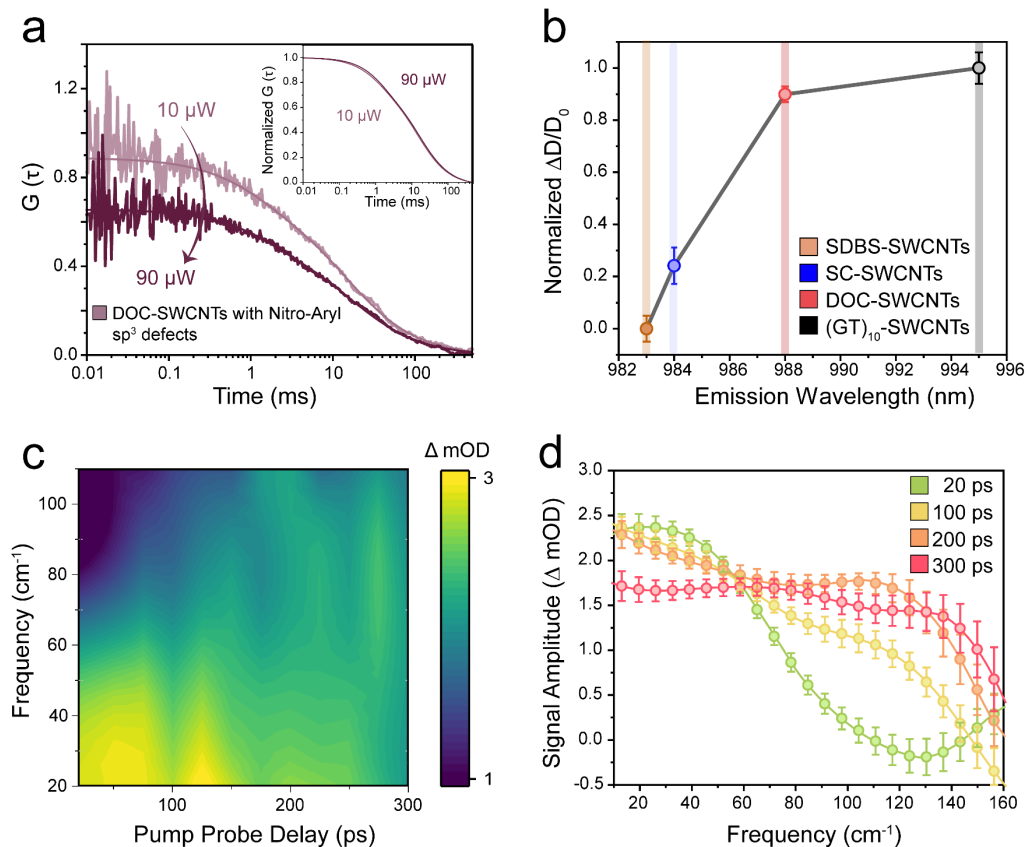 a
G (τ)
1.2
0.8
0.4
0.0
0.01
0.1
1
10
100
Time (ms)
10 µW
90 µW
DOC-SWCNTs with Nitro-Aryl
sp³ defects
Normalized G (τ)
1.0
0.8
0.6
0.4
0.2
0.0
0.01
0.1
1
10
100
Time (ms)
90 µW
10 µW
b
Normalized ΔD/D₀
1.0
0.8
0.6
0.4
0.2
0.0
982
984
986
988
990
992
994
996
Emission Wavelength (nm)
SDBS-SWCNTs
SC-SWCNTs
DOC-SWCNTs
(GT)₁₀-SWCNTs
c
Δ mOD
3
1
Frequency (cm⁻¹)
100
80
60
40
20
100
200
300
Pump Probe Delay (ps)
d
Signal Amplitude (Δ mOD)
3.0
2.5
2.0
1.5
1.0
0.5
0.0
-0.5
20
40
60
80
100
120
140
160
Frequency (cm⁻¹)
20 ps
100 ps
200 ps
300 ps